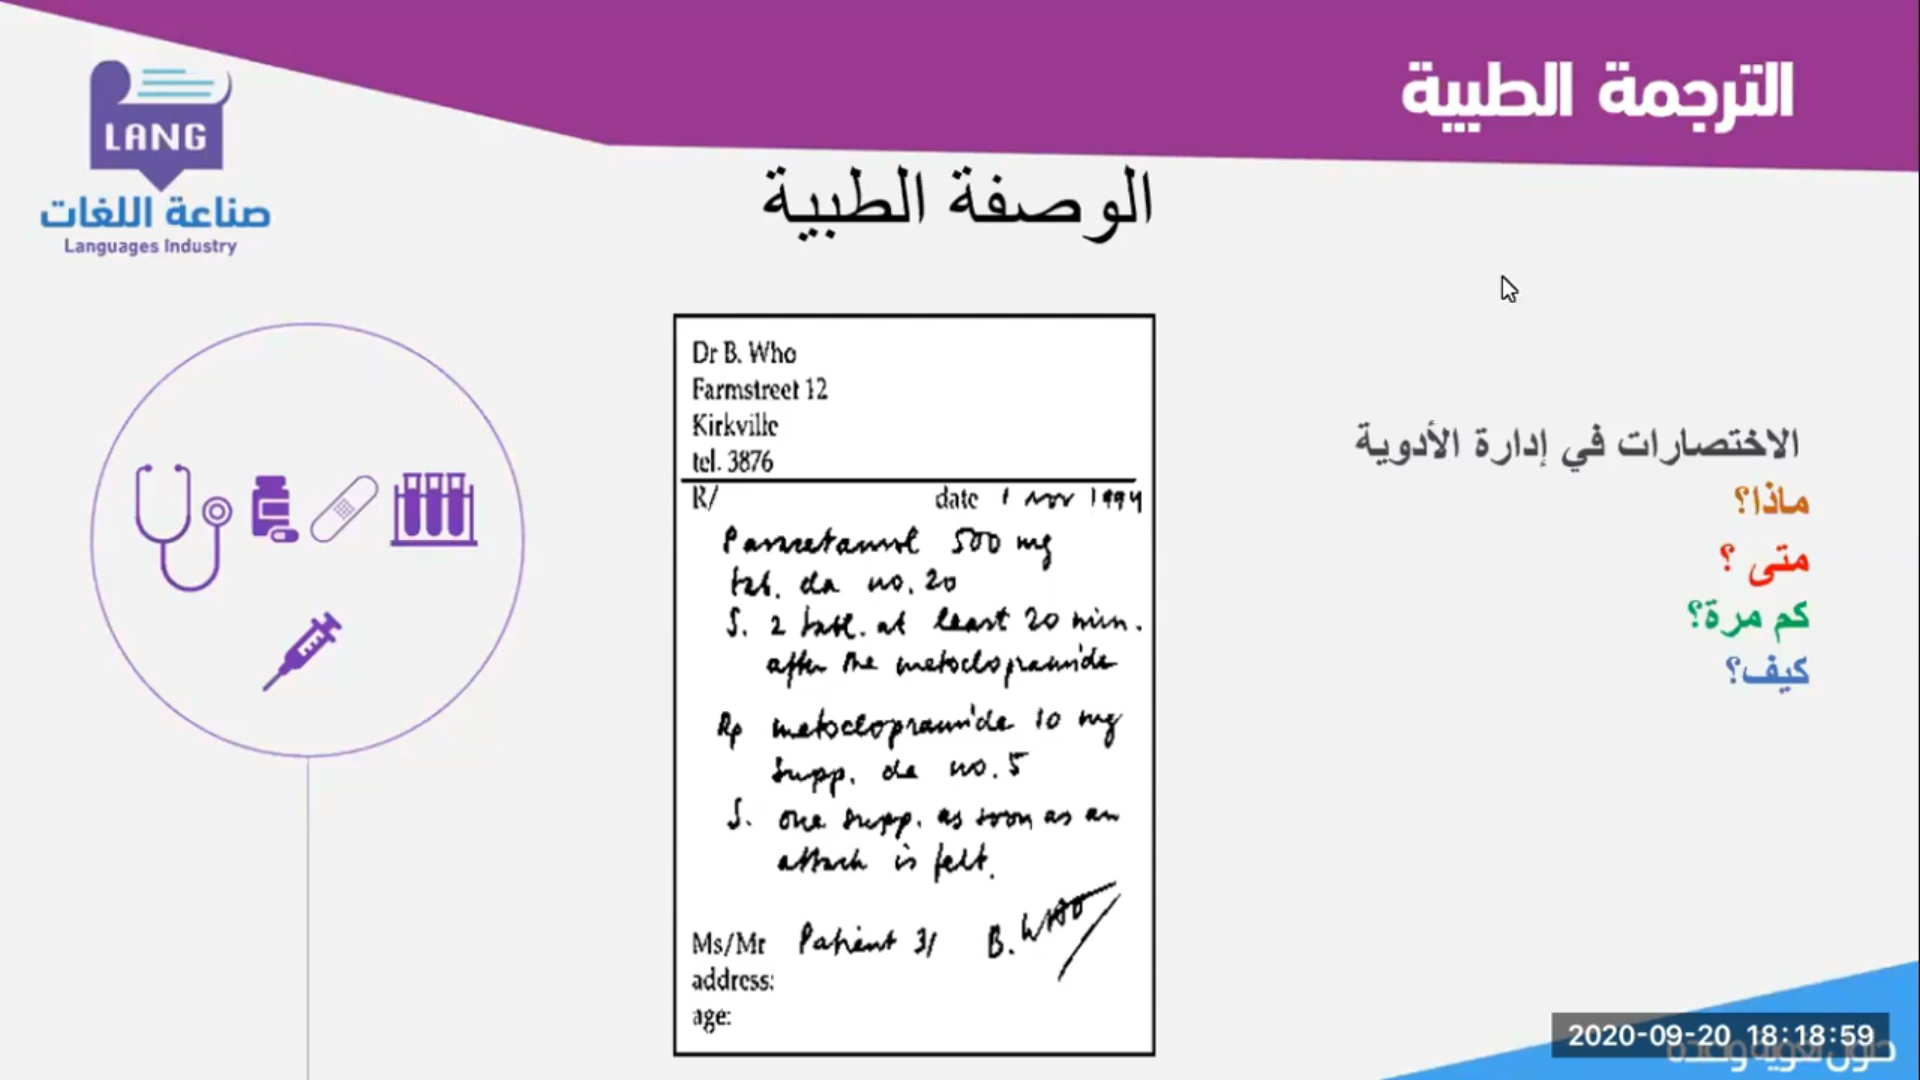 الترجمة الطبية
LANG
صناعة اللغات
Languages Industry
الوصفة الطبية
Dr B. Who
Farmstreet 12
Kirkville
tel. 3876
R/ date 1 Nov 1994
Paracetamol 500 mg
tab. da no. 20
S. 2 tabl. at least 20 min.
after the metoclopramide
Rp metoclopramide 10 mg
supp. da no. 5
S. one supp. as soon as an
attack is felt.
Ms/Mr Patient 31 B. WHO
address:
age:
الاختصارات في إدارة الأدوية
ماذا؟
متى ؟
كم مرة؟
كيف؟
2020-09-20 18:18:59